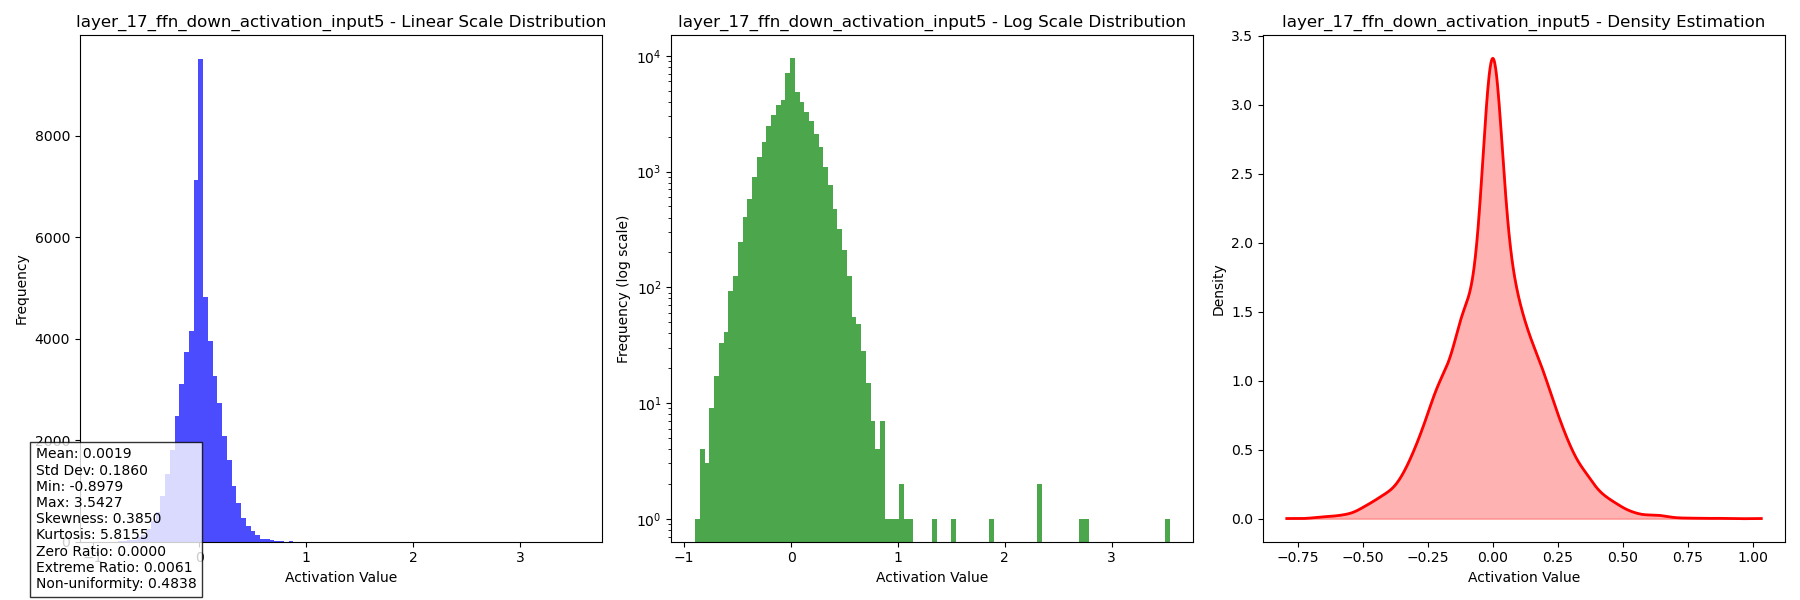 layer_17_ffn_down_activation_input5 - Linear Scale Distribution
Frequency
8000
6000
4000
2000
0
0
1
2
3
Activation Value
Mean: 0.0019
Std Dev: 0.1860
Min: -0.8979
Max: 3.5427
Skewness: 0.3850
Kurtosis: 5.8155
Zero Ratio: 0.0000
Extreme Ratio: 0.0061
Non-uniformity: 0.4838
layer_17_ffn_down_activation_input5 - Log Scale Distribution
Frequency (log scale)
10⁴
10³
10²
10¹
10⁰
−1
0
1
2
3
Activation Value
layer_17_ffn_down_activation_input5 - Density Estimation
Density
3.5
3.0
2.5
2.0
1.5
1.0
0.5
0.0
−0.75
−0.50
−0.25
0.00
0.25
0.50
0.75
1.00
Activation Value